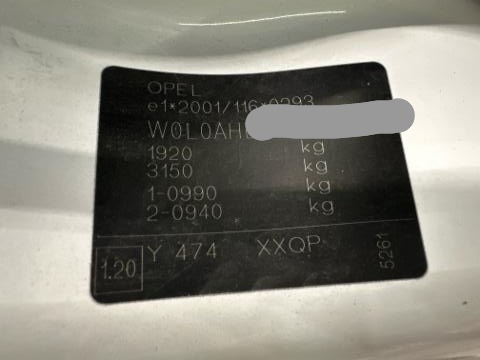 OPEL
e1*2001/116*0293
W0L0AH
1920 kg
3150 kg
1-0990 kg
2-0940 kg
1.20 Y 474 XXQP 5261